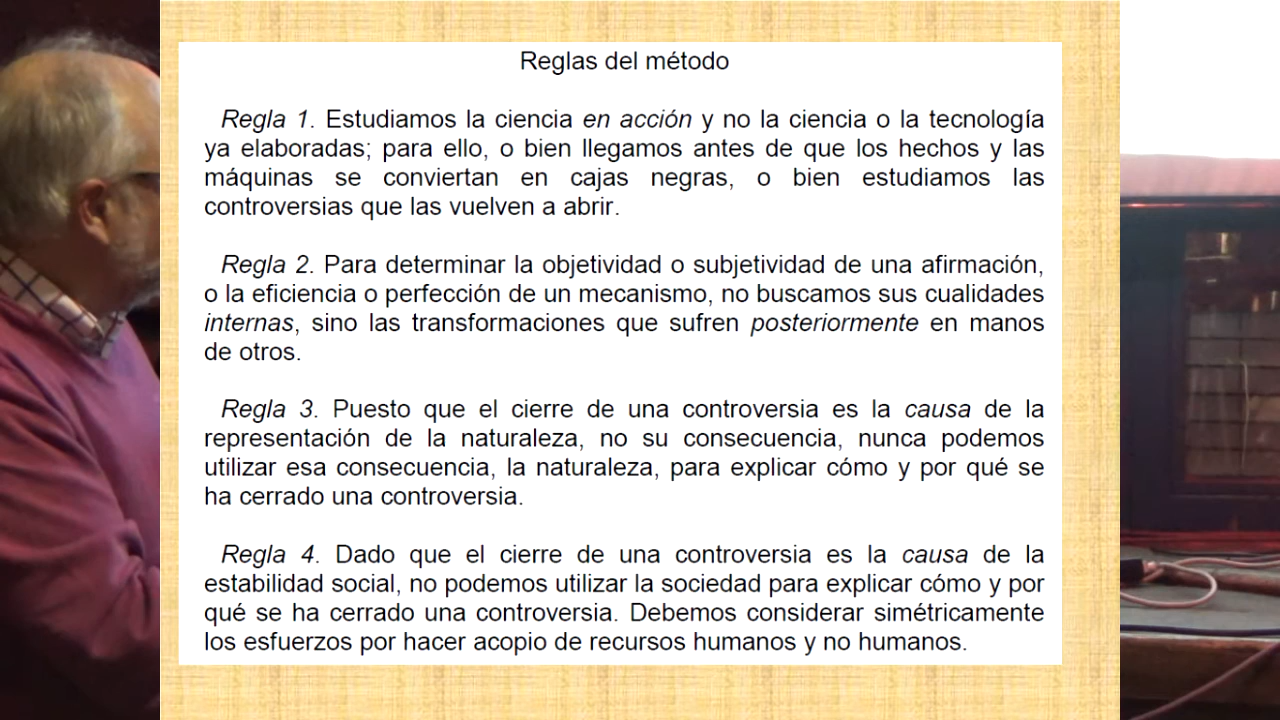 Reglas del método
Regla 1. Estudiamos la ciencia en acción y no la ciencia o la tecnología
ya elaboradas; para ello, o bien llegamos antes de que los hechos y las
máquinas se conviertan en cajas negras, o bien estudiamos las
controversias que las vuelven a abrir.
Regla 2. Para determinar la objetividad o subjetividad de una afirmación,
o la eficiencia o perfección de un mecanismo, no buscamos sus cualidades
internas, sino las transformaciones que sufren posteriormente en manos
de otros.
Regla 3. Puesto que el cierre de una controversia es la causa de la
representación de la naturaleza, no su consecuencia, nunca podemos
utilizar esa consecuencia, la naturaleza, para explicar cómo y por qué se
ha cerrado una controversia.
Regla 4. Dado que el cierre de una controversia es la causa de la
estabilidad social, no podemos utilizar la sociedad para explicar cómo y por
qué se ha cerrado una controversia. Debemos considerar simétricamente
los esfuerzos por hacer acopio de recursos humanos y no humanos.